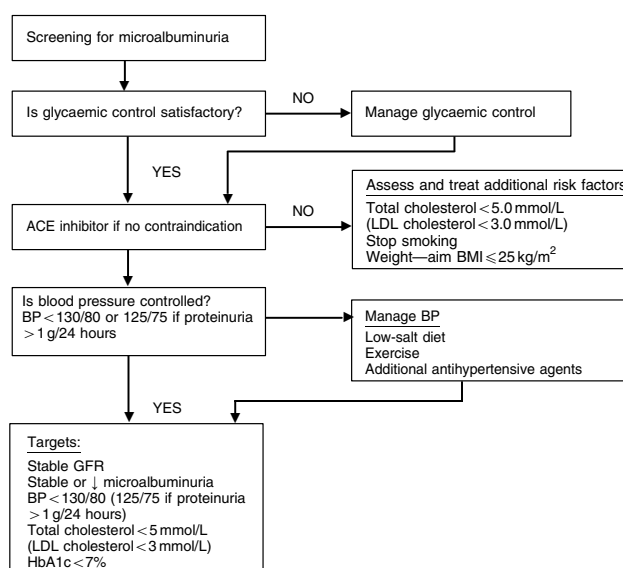 Screening for microalbuminuria
Is glycaemic control satisfactory?
NO
Manage glycaemic control
YES
ACE inhibitor if no contraindication
NO
Assess and treat additional risk factors
Total cholesterol<5.0 mmol/L
(LDL cholesterol<3.0 mmol/L)
Stop smoking
Weight—aim BMI⩽25 kg/m²
Is blood pressure controlled?
BP<130/80 or 125/75 if proteinuria
>1 g/24 hours
Manage BP
Low-salt diet
Exercise
Additional antihypertensive agents
YES
Targets:
Stable GFR
Stable or ↓ microalbuminuria
BP<130/80 (125/75 if proteinuria
>1 g/24 hours)
Total cholesterol<5 mmol/L
(LDL cholesterol<3 mmol/L)
HbA1c<7%